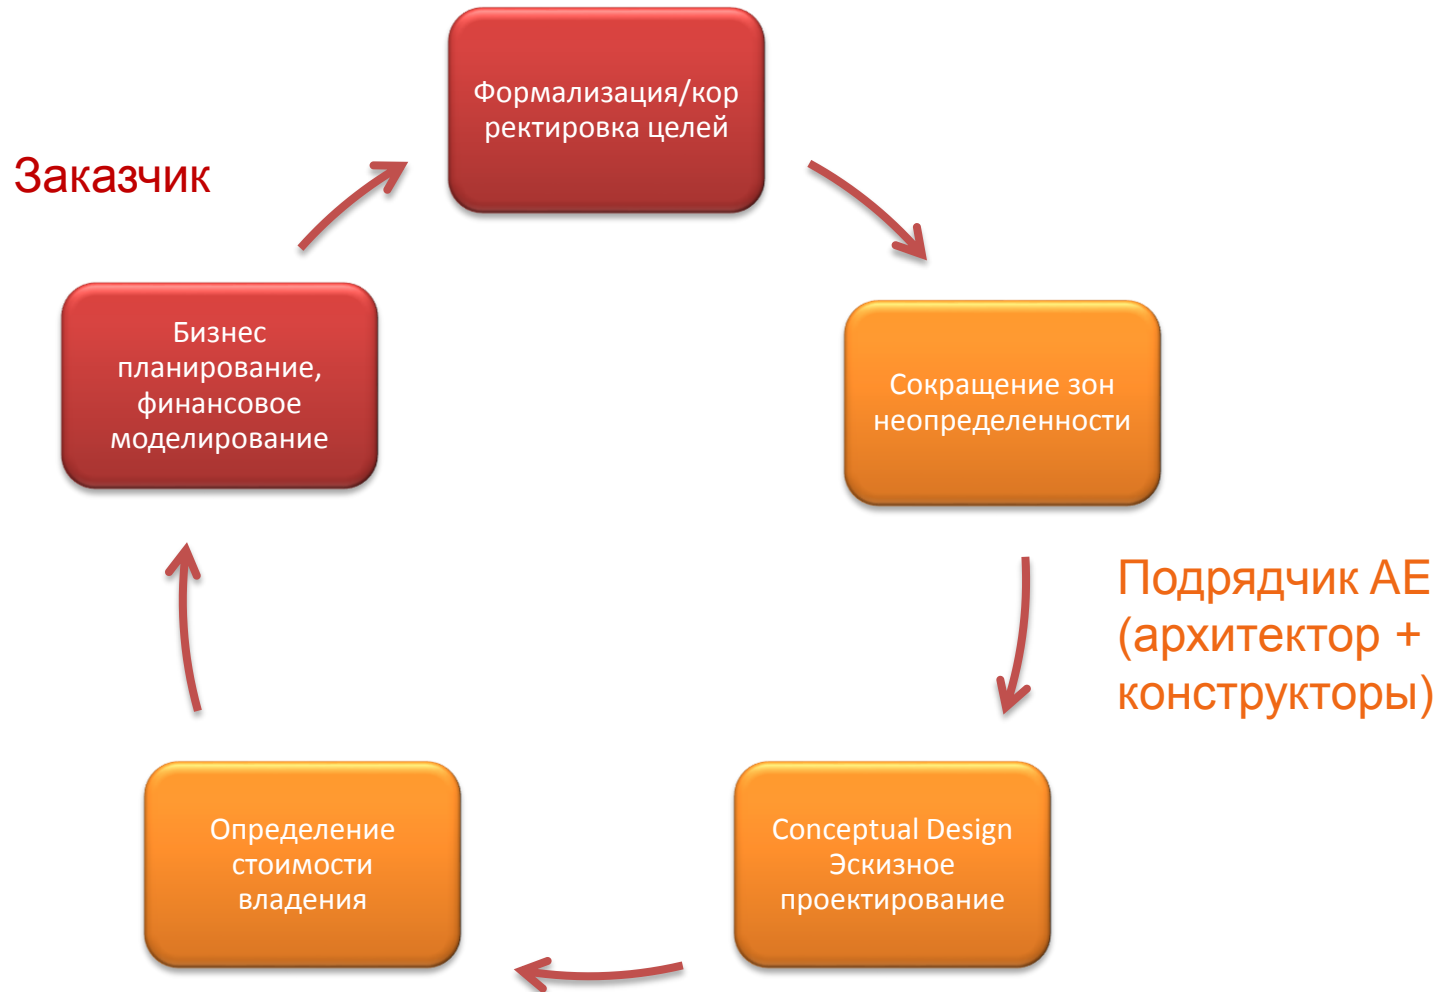 Формализация/кор
ректировка целей
Заказчик
Бизнес
планирование,
финансовое
моделирование
Сокращение зон
неопределенности
Подрядчик АЕ
(архитектор +
конструкторы)
Определение
стоимости
владения
Conceptual Design
Эскизное
проектирование